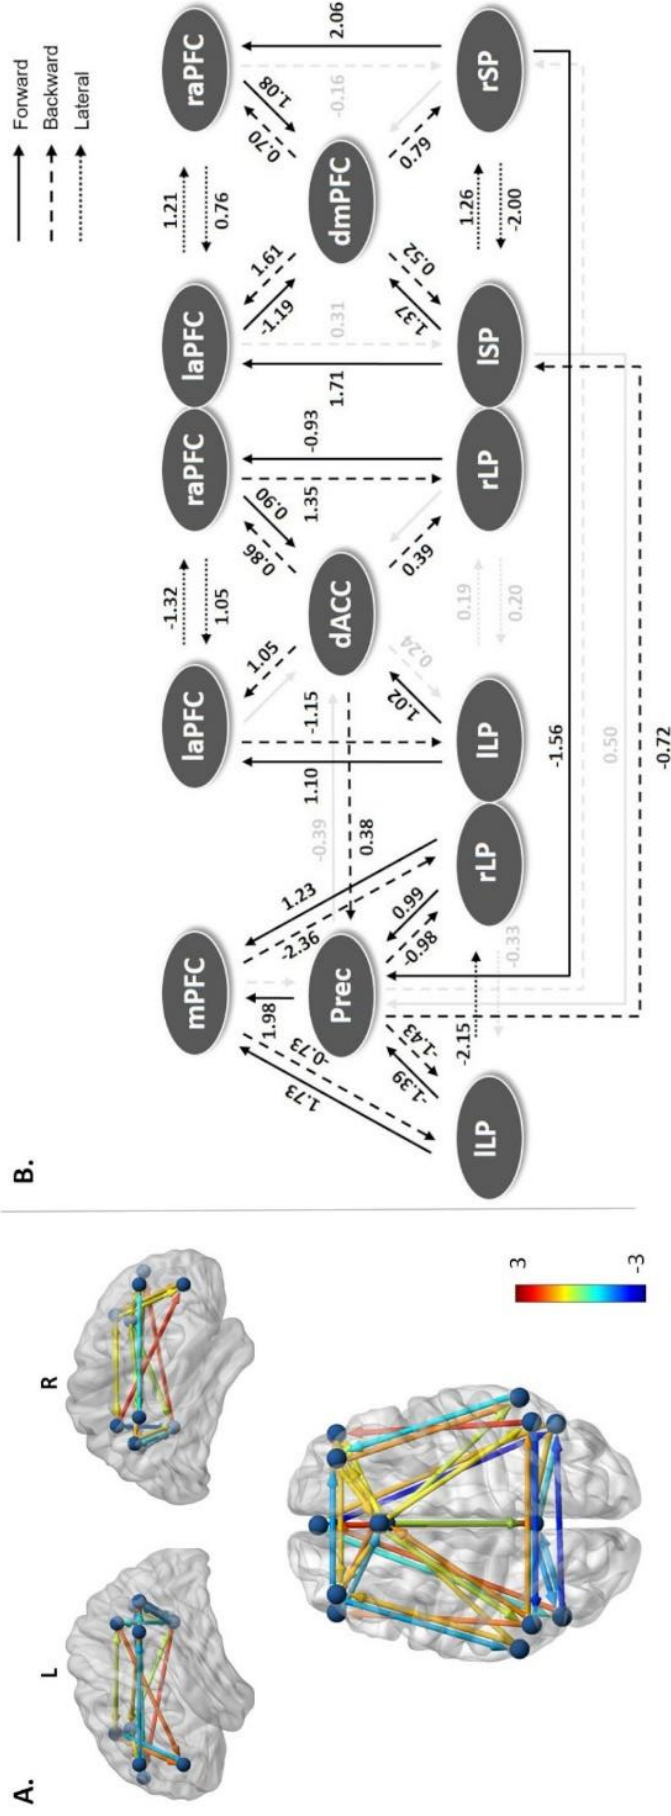 A.
L
R
3
-3
B.
Forward
Backward
Lateral
mPFC
laPFC
raPFC
laPFC
raPFC
-1.32
1.05
1.21
0.76
1.73
-0.73
1.98
-2.36
1.23
1.10
-1.15
1.05
0.86
0.90
1.35
-0.93
1.71
0.31
-1.19
1.61
0.70
1.08
-0.16
2.06
Prec
dACC
dmPFC
-0.39
0.38
-1.39
-1.43
-0.98
0.99
1.02
0.24
0.39
1.37
0.52
0.79
-2.15
-0.33
0.19
0.20
1.26
-2.00
lLP
rLP
lLP
rLP
lSP
rSP
-1.56
0.50
-0.72